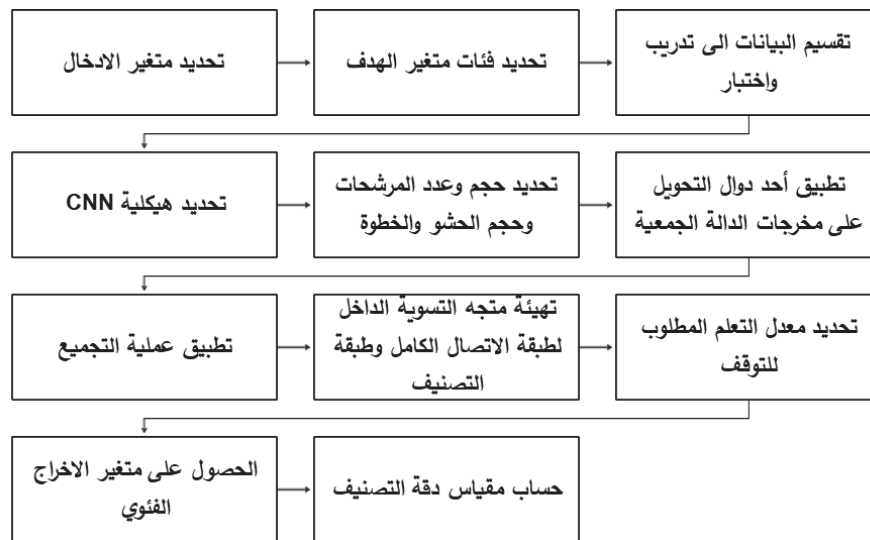 تحديد متغير الادخال
تحديد فئات متغير الهدف
تقسيم البيانات الى تدريب
واختبار
تحديد هيكلية CNN
تحديد حجم وعدد المرشحات
وحجم الحشو والخطوة
تطبيق أحد دوال التحويل
على مخرجات الدالة الجمعية
تطبيق عملية التجميع
تهيئة متجه التسوية الداخل
لطبقة الاتصال الكامل وطبقة
التصنيف
تحديد معدل التعلم المطلوب
للتوقف
الحصول على متغير الاخراج
الفئوي
حساب مقياس دقة التصنيف